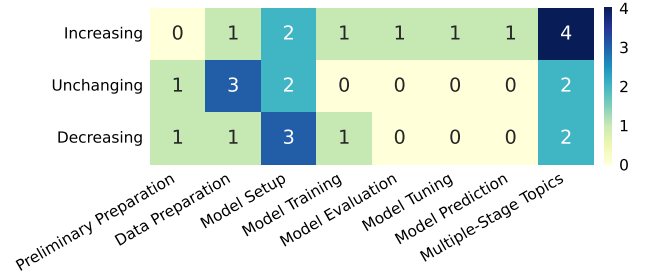 Increasing 0 1 2 1 1 1 1 4
Unchanging 1 3 2 0 0 0 0 2
Decreasing 1 1 3 1 0 0 0 2
Preliminary Preparation
Data Preparation
Model Setup
Model Training
Model Evaluation
Model Tuning
Model Prediction
Multiple-Stage Topics
4
3
2
1
0